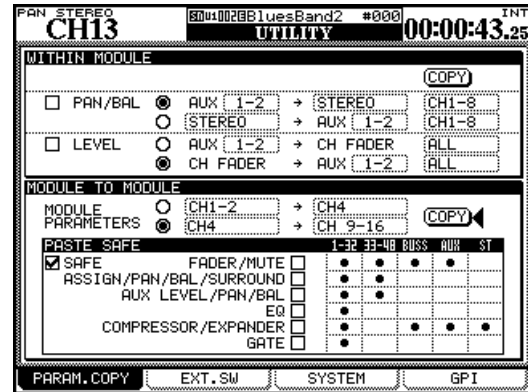 PAN STEREO
CH13
BluesBand2 #000
UTILITY
INT
00:00:43.25
WITHIN MODULE
COPY
PAN/BAL AUX 1-2 → STEREO CH1-8
STEREO → AUX 1-2 CH1-8
LEVEL AUX 1-2 → CH FADER ALL
CH FADER → AUX 1-2 ALL
MODULE TO MODULE
MODULE PARAMETERS
CH1-2 → CH4
CH4 → CH 9-16
COPY
PASTE SAFE 1-32 33-48 BUSS AUX ST
SAFE FADER/MUTE
ASSIGN/PAN/BAL/SURROUND
AUX LEVEL/PAN/BAL
EQ
COMPRESSOR/EXPANDER
GATE
PARAM.COPY EXT.SW SYSTEM GPI